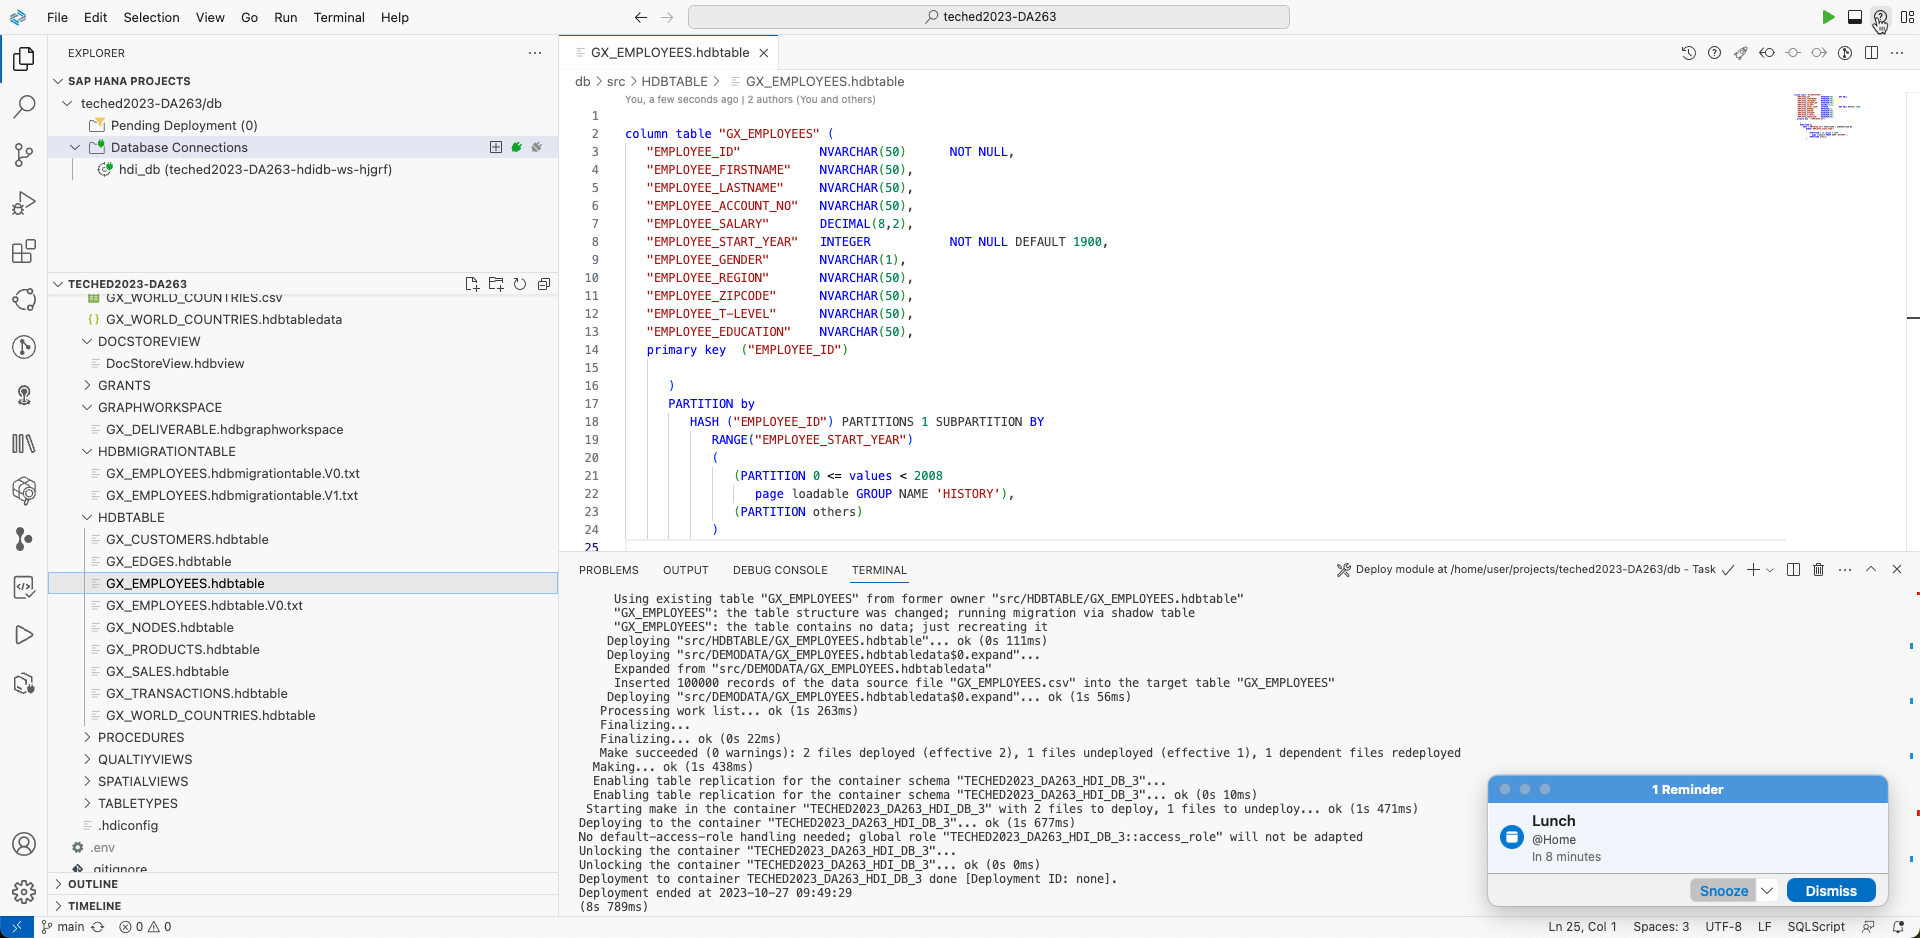 File Edit Selection View Go Run Terminal Help
teched2023-DA263
EXPLORER
SAP HANA PROJECTS
teched2023-DA263/db
Pending Deployment (0)
Database Connections
hdi_db (teched2023-DA263-hdidb-ws-hjgrf)
TECHED2023-DA263
GX_WORLD_COUNTRIES.csv
GX_WORLD_COUNTRIES.hdbtabledata
DOCSTOREVIEW
DocStoreView.hdbview
GRANTS
GRAPHWORKSPACE
GX_DELIVERABLE.hdbgraphworkspace
HDBMIGRATIONTABLE
GX_EMPLOYEES.hdbmigrationtable.V0.txt
GX_EMPLOYEES.hdbmigrationtable.V1.txt
HDBTABLE
GX_CUSTOMERS.hdbtable
GX_EDGES.hdbtable
GX_EMPLOYEES.hdbtable
GX_EMPLOYEES.hdbtable.V0.txt
GX_NODES.hdbtable
GX_PRODUCTS.hdbtable
GX_SALES.hdbtable
GX_TRANSACTIONS.hdbtable
GX_WORLD_COUNTRIES.hdbtable
PROCEDURES
QUALTIYVIEWS
SPATIALVIEWS
TABLETYPES
.hdiconfig
.env
.gitignore
OUTLINE
TIMELINE
GX_EMPLOYEES.hdbtable
db > src > HDBTABLE > GX_EMPLOYEES.hdbtable
You, a few seconds ago | 2 authors (You and others)
1
2 column table "GX_EMPLOYEES" (
3 "EMPLOYEE_ID" NVARCHAR(50) NOT NULL,
4 "EMPLOYEE_FIRSTNAME" NVARCHAR(50),
5 "EMPLOYEE_LASTNAME" NVARCHAR(50),
6 "EMPLOYEE_ACCOUNT_NO" NVARCHAR(50),
7 "EMPLOYEE_SALARY" DECIMAL(8,2),
8 "EMPLOYEE_START_YEAR" INTEGER NOT NULL DEFAULT 1900,
9 "EMPLOYEE_GENDER" NVARCHAR(1),
10 "EMPLOYEE_REGION" NVARCHAR(50),
11 "EMPLOYEE_ZIPCODE" NVARCHAR(50),
12 "EMPLOYEE_T-LEVEL" NVARCHAR(50),
13 "EMPLOYEE_EDUCATION" NVARCHAR(50),
14 primary key ("EMPLOYEE_ID")
15
16 )
17 PARTITION by
18 HASH ("EMPLOYEE_ID") PARTITIONS 1 SUBPARTITION BY
19 RANGE("EMPLOYEE_START_YEAR")
20 (
21 (PARTITION 0 <= values < 2008
22 page loadable GROUP NAME 'HISTORY'),
23 (PARTITION others)
24 )
25
PROBLEMS OUTPUT DEBUG CONSOLE TERMINAL
Deploy module at /home/user/projects/teched2023-DA263/db - Task
Using existing table "GX_EMPLOYEES" from former owner "src/HDBTABLE/GX_EMPLOYEES.hdbtable"
"GX_EMPLOYEES": the table structure was changed; running migration via shadow table
"GX_EMPLOYEES": the table contains no data; just recreating it
Deploying "src/HDBTABLE/GX_EMPLOYEES.hdbtable"... ok (0s 111ms)
Deploying "src/DEMODATA/GX_EMPLOYEES.hdbtabledata$0.expand"...
Expanded from "src/DEMODATA/GX_EMPLOYEES.hdbtabledata"
Inserted 100000 records of the data source file "GX_EMPLOYEES.csv" into the target table "GX_EMPLOYEES"
Deploying "src/DEMODATA/GX_EMPLOYEES.hdbtabledata$0.expand"... ok (1s 56ms)
Processing work list... ok (1s 263ms)
Finalizing...
Finalizing... ok (0s 22ms)
Make succeeded (0 warnings): 2 files deployed (effective 2), 1 files undeployed (effective 1), 1 dependent files redeployed
Making... ok (1s 438ms)
Enabling table replication for the container schema "TECHED2023_DA263_HDI_DB_3"...
Enabling table replication for the container schema "TECHED2023_DA263_HDI_DB_3"... ok (0s 10ms)
Starting make in the container "TECHED2023_DA263_HDI_DB_3" with 2 files to deploy, 1 files to undeploy... ok (1s 471ms)
Deploying to the container "TECHED2023_DA263_HDI_DB_3"... ok (1s 677ms)
No default-access-role handling needed; global role "TECHED2023_DA263_HDI_DB_3::access_role" will not be adapted
Unlocking the container "TECHED2023_DA263_HDI_DB_3"...
Unlocking the container "TECHED2023_DA263_HDI_DB_3"... ok (0s 0ms)
Deployment to container TECHED2023_DA263_HDI_DB_3 done [Deployment ID: none].
Deployment ended at 2023-10-27 09:49:29
(8s 789ms)
1 Reminder
Lunch
@Home
In 8 minutes
Snooze
Dismiss
main 0 0
Ln 25, Col 1 Spaces: 3 UTF-8 LF SQLScript